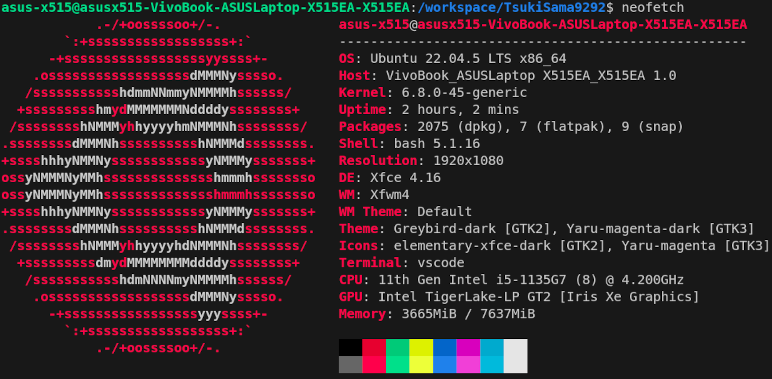 asus-x515@asusx515-VivoBook-ASUSLaptop-X515EA-X515EA:/workspace/TsukiSama9292$ neofetch
.-/+oossssoo+/-. asus-x515@asusx515-VivoBook-ASUSLaptop-X515EA-X515EA
`:+ssssssssssssssssss+:` ----------------------------------------------------
-+ssssssssssssssssssyyssss+- OS: Ubuntu 22.04.5 LTS x86_64
.ossssssssssssssssssdMMMNysssso. Host: VivoBook_ASUSLaptop X515EA_X515EA 1.0
/ssssssssssshdmmNNmmyNMMMMhssssss/ Kernel: 6.8.0-45-generic
+ssssssssshmydMMMMMMMNddddyssssssss+ Uptime: 2 hours, 2 mins
/sssssssshNMMMyhhyyyyhmNMMMNhssssssss/ Packages: 2075 (dpkg), 7 (flatpak), 9 (snap)
.ssssssssdMMMNhsssssssssshNMMMdssssssss. Shell: bash 5.1.16
+sssshhhyNMMNyssssssssssssyNMMMysssssss+ Resolution: 1920x1080
ossyNMMMNyMMhsssssssssssssshmmmhssssssso DE: Xfce 4.16
ossyNMMMNyMMhsssssssssssssshmmmhssssssso WM: Xfwm4
+sssshhhyNMMNyssssssssssssyNMMMysssssss+ WM Theme: Default
.ssssssssdMMMNhsssssssssshNMMMdssssssss. Theme: Greybird-dark [GTK2], Yaru-magenta-dark [GTK3]
/sssssssshNMMMyhhyyyyhdNMMMNhssssssss/ Icons: elementary-xfce-dark [GTK2], Yaru-magenta [GTK3]
+sssssssssdmydMMMMMMMMddddyssssssss+ Terminal: vscode
/ssssssssssshdmNNNNmyNMMMMhssssss/ CPU: 11th Gen Intel i5-1135G7 (8) @ 4.200GHz
.ossssssssssssssssssdMMMNysssso. GPU: Intel TigerLake-LP GT2 [Iris Xe Graphics]
-+sssssssssssssssssyyyssss+- Memory: 3665MiB / 7637MiB
`:+ssssssssssssssssss+:`
.-/+oossssoo+/-.